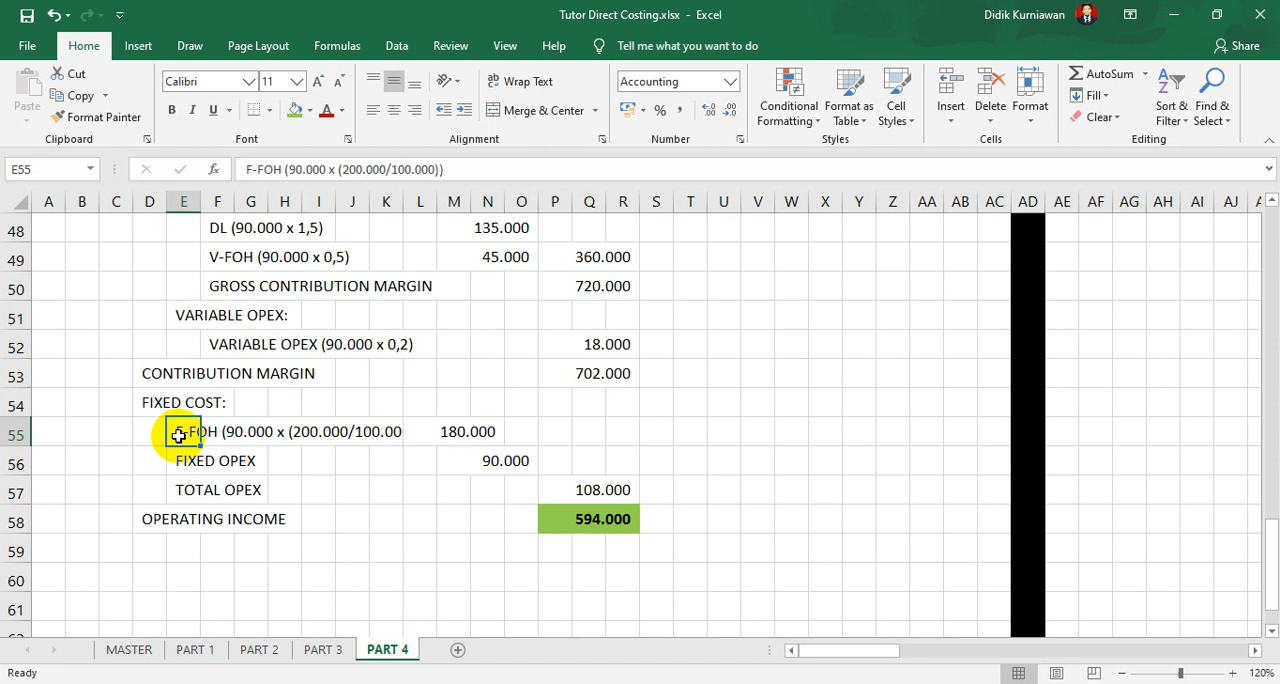 Tutor Direct Costing.xlsx - Excel
Didik Kurniawan
File Home Insert Draw Page Layout Formulas Data Review View Help Tell me what you want to do Share
Paste Cut Copy Format Painter Clipboard
Calibri 11 B I U Font
Wrap Text Merge & Center Alignment
Accounting % Number
Conditional Formatting Format as Table Cell Styles Styles
Insert Delete Format Cells
AutoSum Fill Clear Sort & Filter Find & Select Editing
E55 fx F-FOH (90.000 x (200.000/100.000))
A B C D E F G H I J K L M N O P Q R S T U V W X Y Z AA AB AC AD AE AF AG AH AI AJ
48 DL (90.000 x 1,5) 135.000
49 V-FOH (90.000 x 0,5) 45.000 360.000
50 GROSS CONTRIBUTION MARGIN 720.000
51 VARIABLE OPEX:
52 VARIABLE OPEX (90.000 x 0,2) 18.000
53 CONTRIBUTION MARGIN 702.000
54 FIXED COST:
55 F-FOH (90.000 x (200.000/100.00 180.000
56 FIXED OPEX 90.000
57 TOTAL OPEX 108.000
58 OPERATING INCOME 594.000
59
60
61
MASTER PART 1 PART 2 PART 3 PART 4
Ready 120%